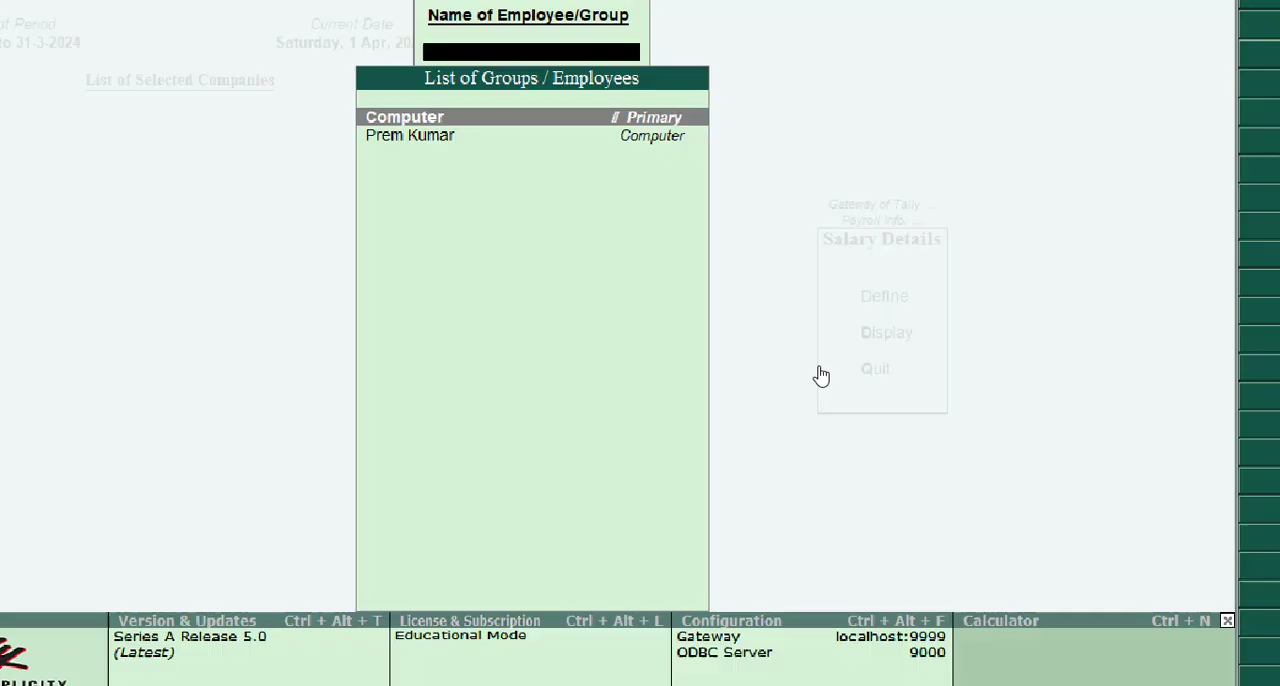 Name of Employee/Group
of Period
Current Date
to 31-3-2024
Saturday, 1 Apr, 20
List of Selected Companies
List of Groups / Employees
Computer // Primary
Prem Kumar Computer
Gateway of Tally ...
Payroll Info. ...
Salary Details
Define
Display
Quit
Version & Updates Ctrl + Alt + T
License & Subscription Ctrl + Alt + L
Configuration Ctrl + Alt + F
Calculator Ctrl + N
Series A Release 5.0
(Latest)
Educational Mode
Gateway localhost:9999
ODBC Server 9000